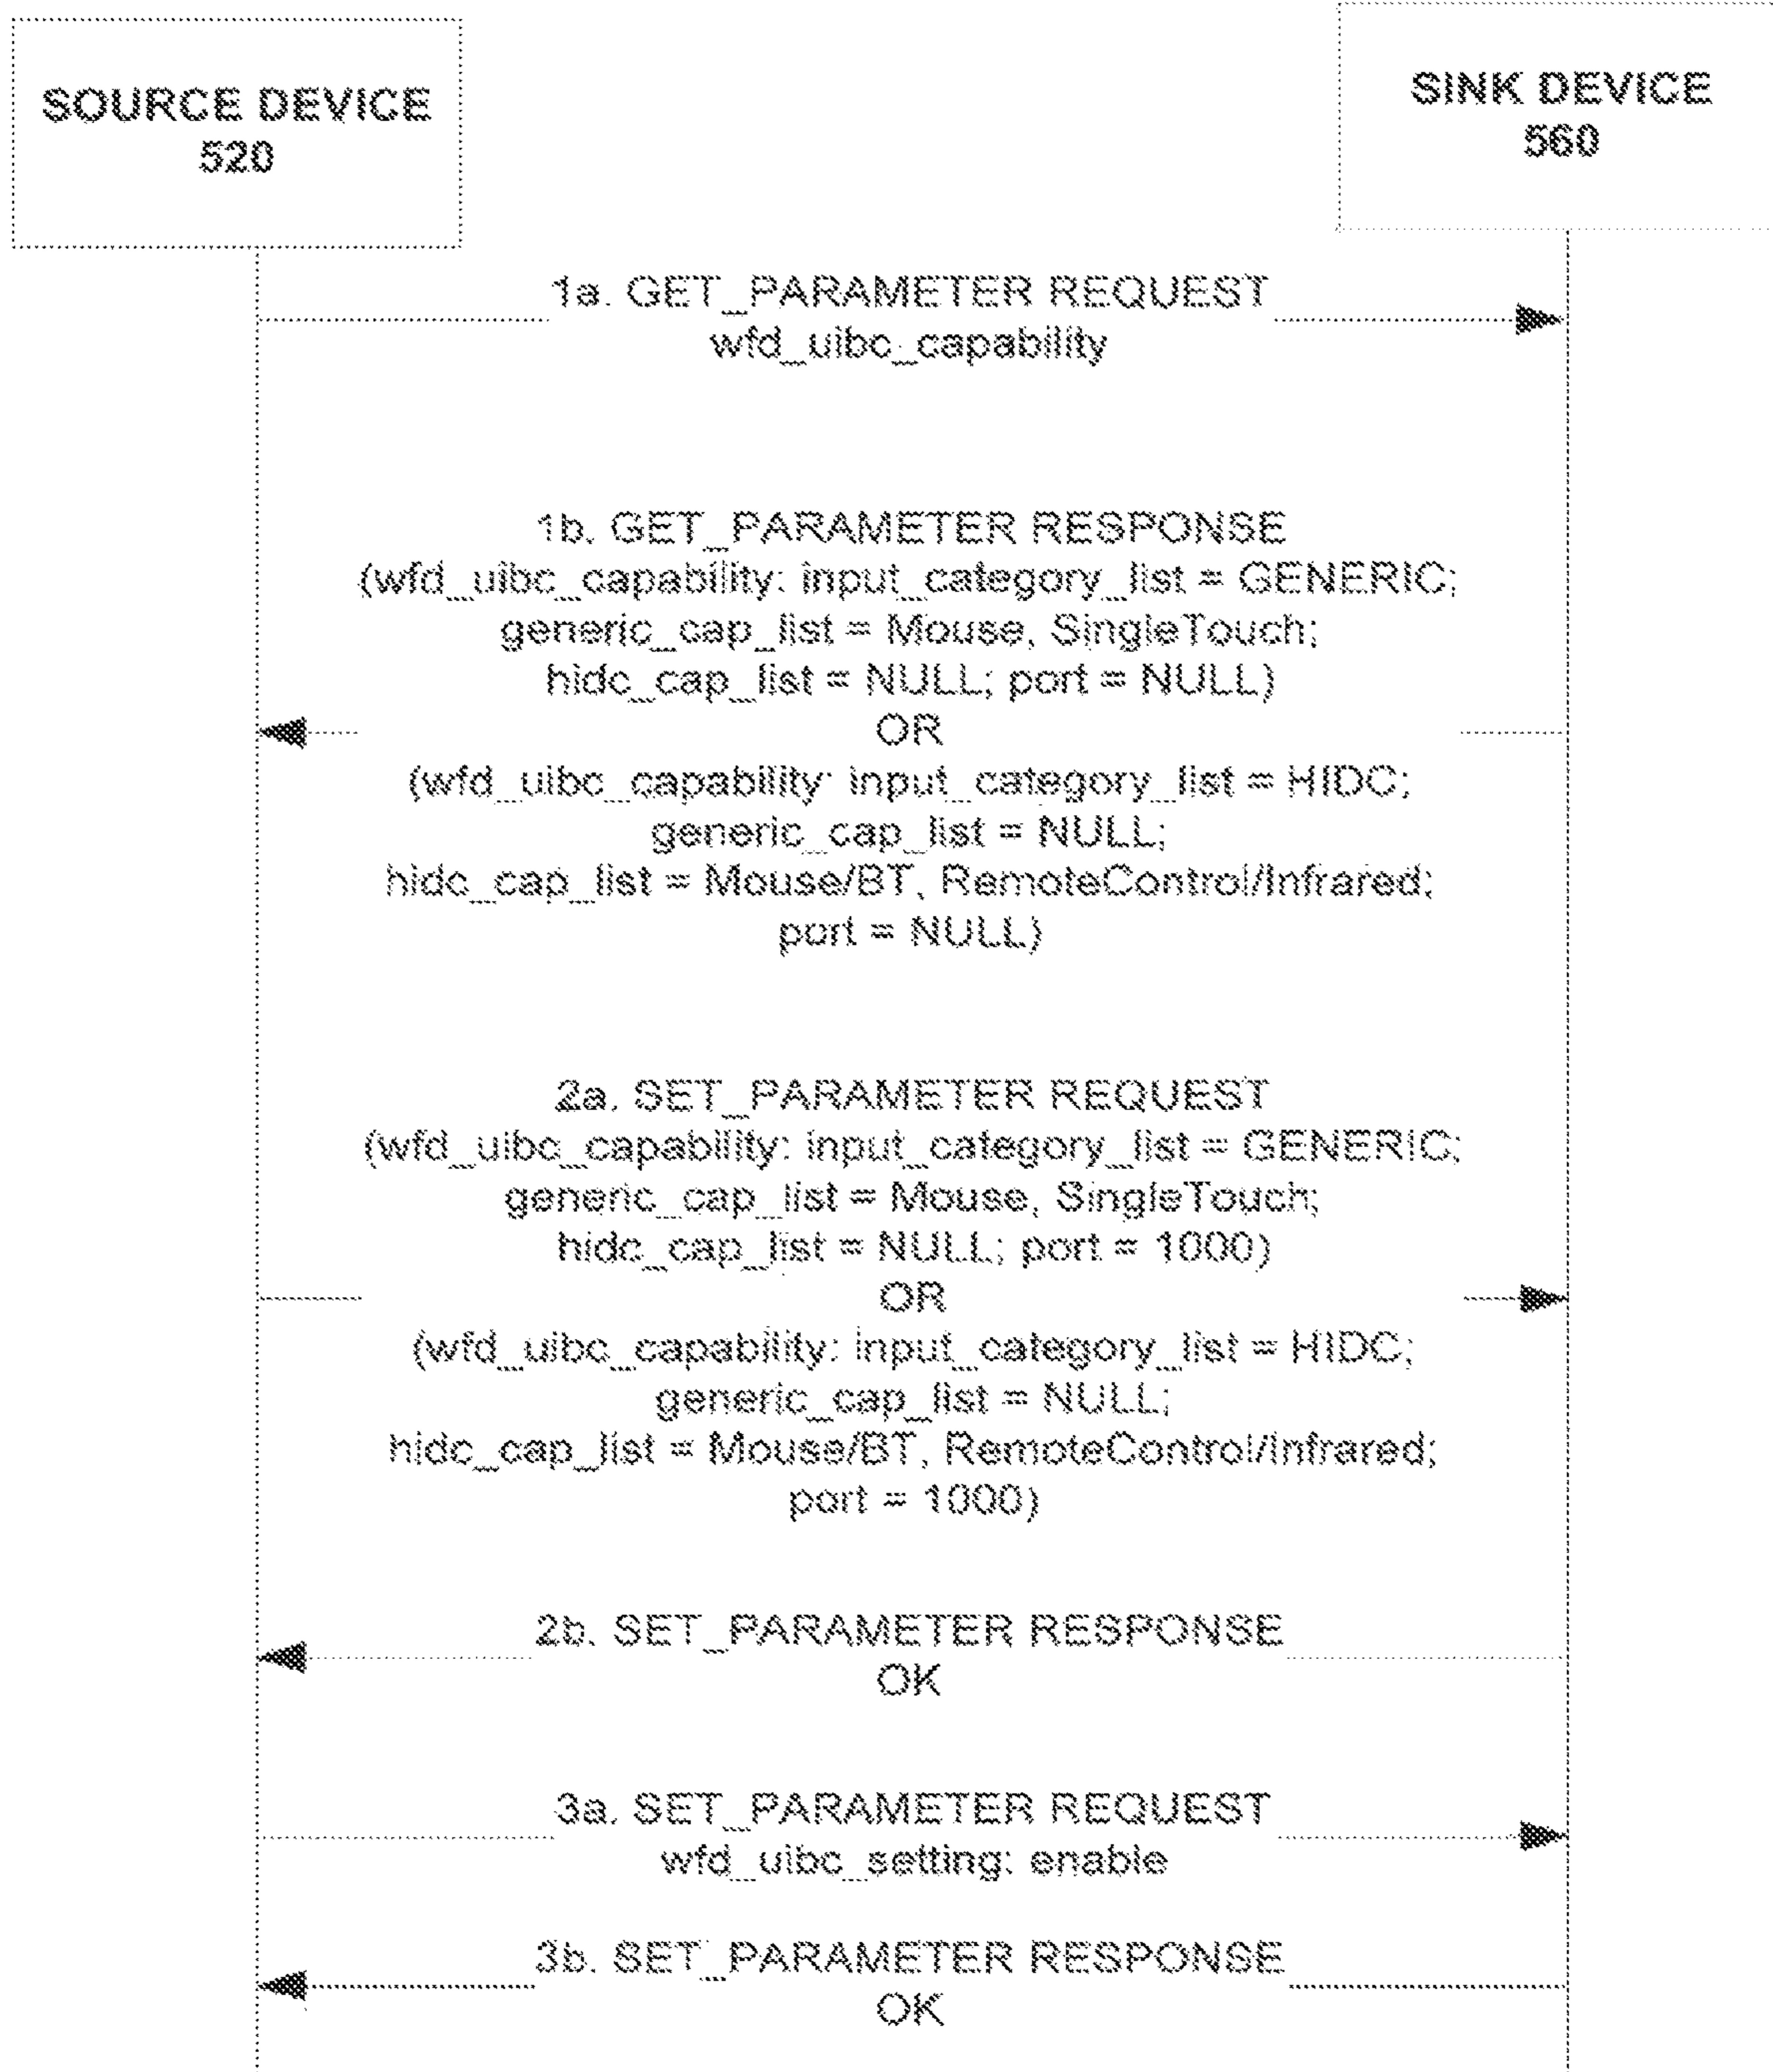 SOURCE DEVICE
520
SINK DEVICE
560
1a. GET_PARAMETER REQUEST
wfd_uibc_capability
1b. GET_PARAMETER RESPONSE
(wfd_uibc_capability: input_category_list = GENERIC;
generic_cap_list = Mouse, SingleTouch;
hidc_cap_list = NULL; port = NULL)
OR
(wfd_uibc_capability: input_category_list = HIDC;
generic_cap_list = NULL;
hidc_cap_list = Mouse/BT, RemoteControl/Infrared;
port = NULL)
2a. SET_PARAMETER REQUEST
(wfd_uibc_capability: input_category_list = GENERIC;
generic_cap_list = Mouse, SingleTouch;
hidc_cap_list = NULL; port = 1000)
OR
(wfd_uibc_capability: input_category_list = HIDC;
generic_cap_list = NULL;
hidc_cap_list = Mouse/BT, RemoteControl/Infrared;
port = 1000)
2b. SET_PARAMETER RESPONSE
OK
3a. SET_PARAMETER REQUEST
wfd_uibc_setting: enable
3b. SET_PARAMETER RESPONSE
OK